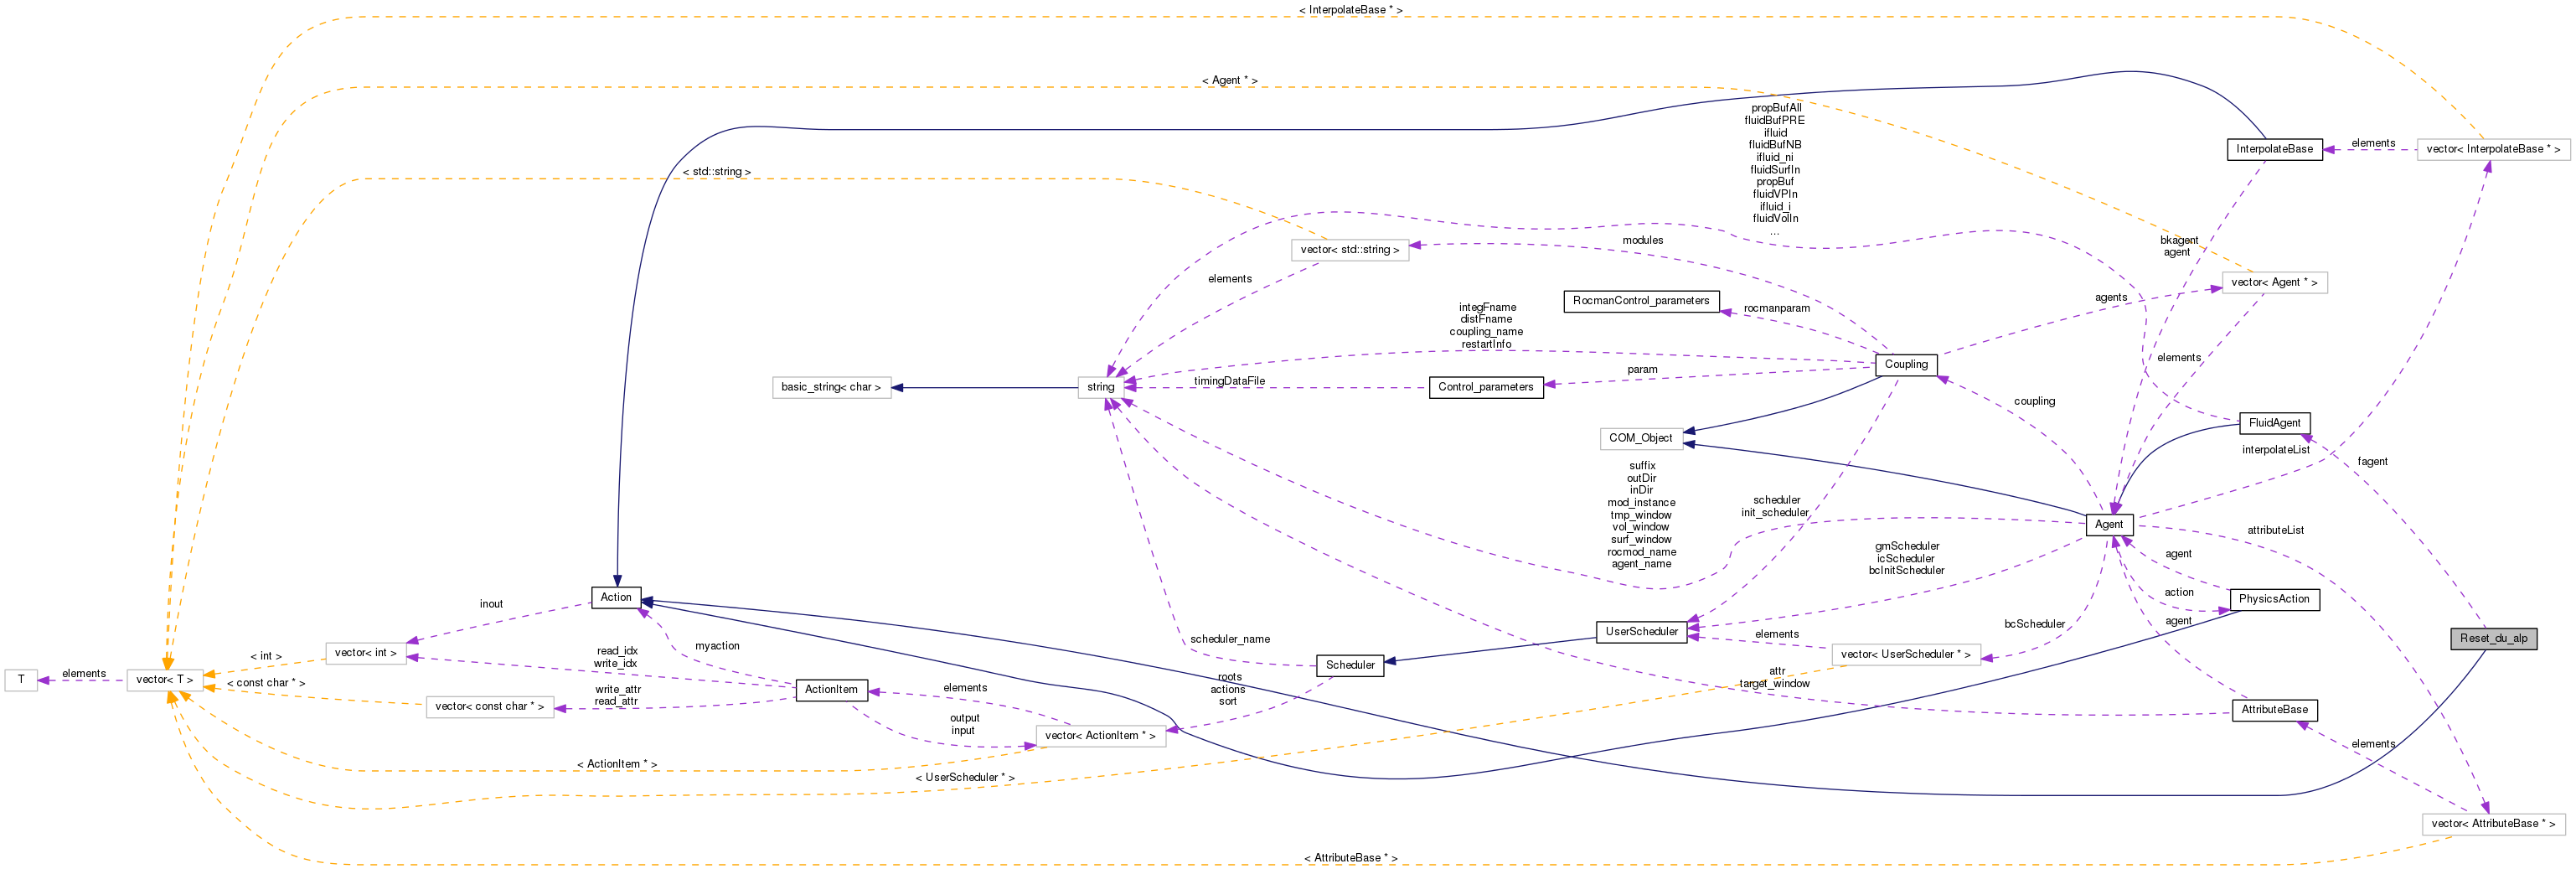 < InterpolateBase * >
< Agent * >
propBufAll
fluidBufPRE
ifluid
fluidBufNB
ifluid_ni
fluidSurfIn
propBuf
fluidVPIn
ifluid_i
fluidVolIn
...
InterpolateBase
elements
vector< InterpolateBase * >
< std::string >
vector< std::string >
modules
bkagent
agent
elements
RocmanControl_parameters
rocmanparam
agents
vector< Agent * >
integFname
distFname
coupling_name
restartInfo
Coupling
elements
basic_string< char >
string
timingDataFile
Control_parameters
param
coupling
FluidAgent
COM_Object
interpolateList
fagent
suffix
outDir
inDir
mod_instance
tmp_window
vol_window
surf_window
rocmod_name
agent_name
scheduler
init_scheduler
Agent
attributeList
gmScheduler
icScheduler
bcInitScheduler
agent
action
PhysicsAction
Action
inout
agent
bcScheduler
UserScheduler
elements
vector< UserScheduler * >
Reset_du_alp
scheduler_name
Scheduler
myaction
vector< int >
< int >
read_idx
write_idx
T
elements
vector< T >
< const char * >
vector< const char * >
write_attr
read_attr
ActionItem
elements
roots
actions
sort
attr
target_window
AttributeBase
output
input
vector< ActionItem * >
elements
< ActionItem * >
< UserScheduler * >
vector< AttributeBase * >
< AttributeBase * >